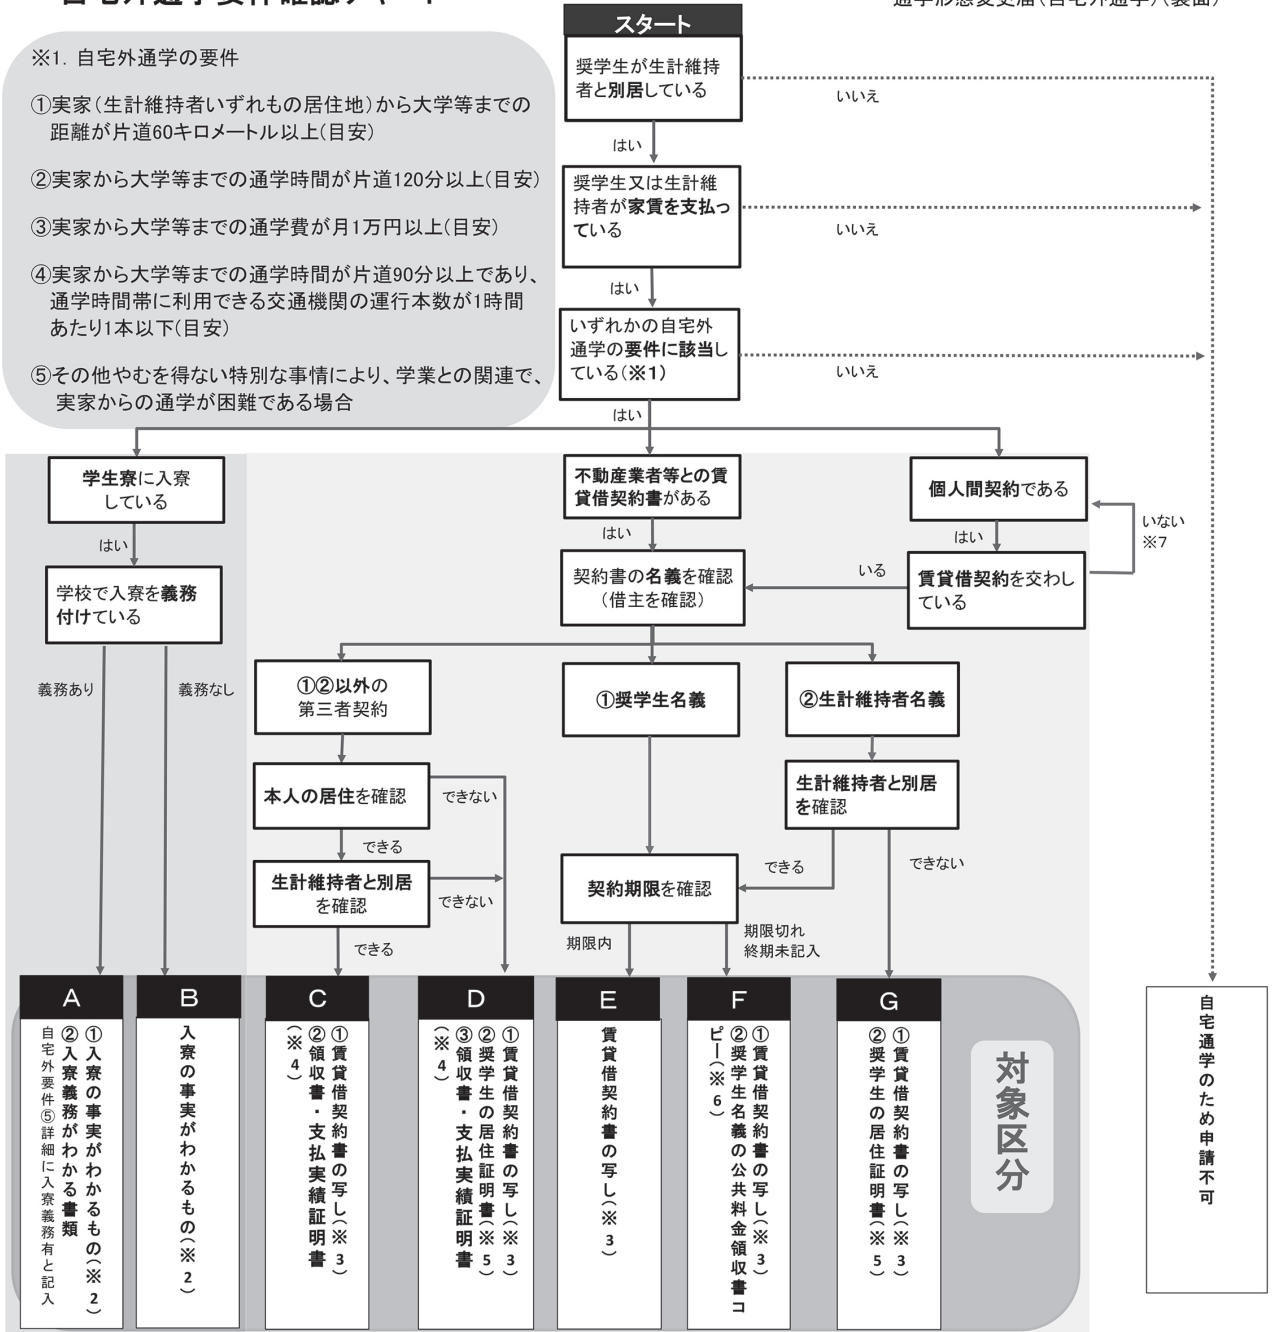 自宅外通学要件確認チャート
通学形態変更届(自宅外通学)(裏面)
※1. 自宅外通学の要件
①実家(生計維持者いずれもの居住地)から大学等までの
距離が片道60キロメートル以上(目安)
②実家から大学等までの通学時間が片道120分以上(目安)
③実家から大学等までの通学費が月1万円以上(目安)
④実家から大学等までの通学時間が片道90分以上であり、
通学時間帯に利用できる交通機関の運行本数が1時間
あたり1本以下(目安)
⑤その他やむを得ない特別な事情により、学業との関連で、
実家からの通学が困難である場合
スタート
奨学生が生計維持
者と別居している
いいえ
はい
奨学生又は生計維
持者が家賃を支払っ
ている
いいえ
はい
いずれかの自宅外
通学の要件に該当し
ている(※1)
いいえ
はい
学生寮に入寮
している
はい
学校で入寮を義務
付けている
義務あり
義務なし
不動産業者等との賃
貸借契約書がある
はい
契約書の名義を確認
(借主を確認)
個人間契約である
はい
いない
※7
賃貸借契約を交わし
ている
いる
①②以外の
第三者契約
①奨学生名義
②生計維持者名義
本人の居住を確認
できない
できる
生計維持者と別居
を確認
できない
できる
生計維持者と別居
を確認
できる
できない
契約期限を確認
期限内
期限切れ
終期未記入
A
①入寮の事実がわかるもの(※2)
②入寮義務がわかる書類
自宅外要件⑤詳細に入寮義務有と記入
B
入寮の事実がわかるもの(※2)
C
①賃貸借契約書の写し(※3)
②領収書・支払実績証明書
(※4)
D
①賃貸借契約書の写し(※3)
②奨学生の居住証明書(※5)
③領収書・支払実績証明書
(※4)
E
賃貸借契約書の写し(※3)
F
①賃貸借契約書の写し(※3)
②奨学生名義の公共料金領収書コ
ピー(※6)
G
①賃貸借契約書の写し(※3)
②奨学生の居住証明書(※5)
対象区分
自宅通学のため申請不可